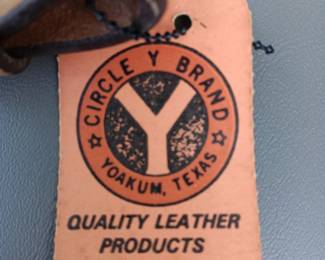 CIRCLE Y BRAND
Y
YOAKUM, TEXAS
QUALITY LEATHER
PRODUCTS